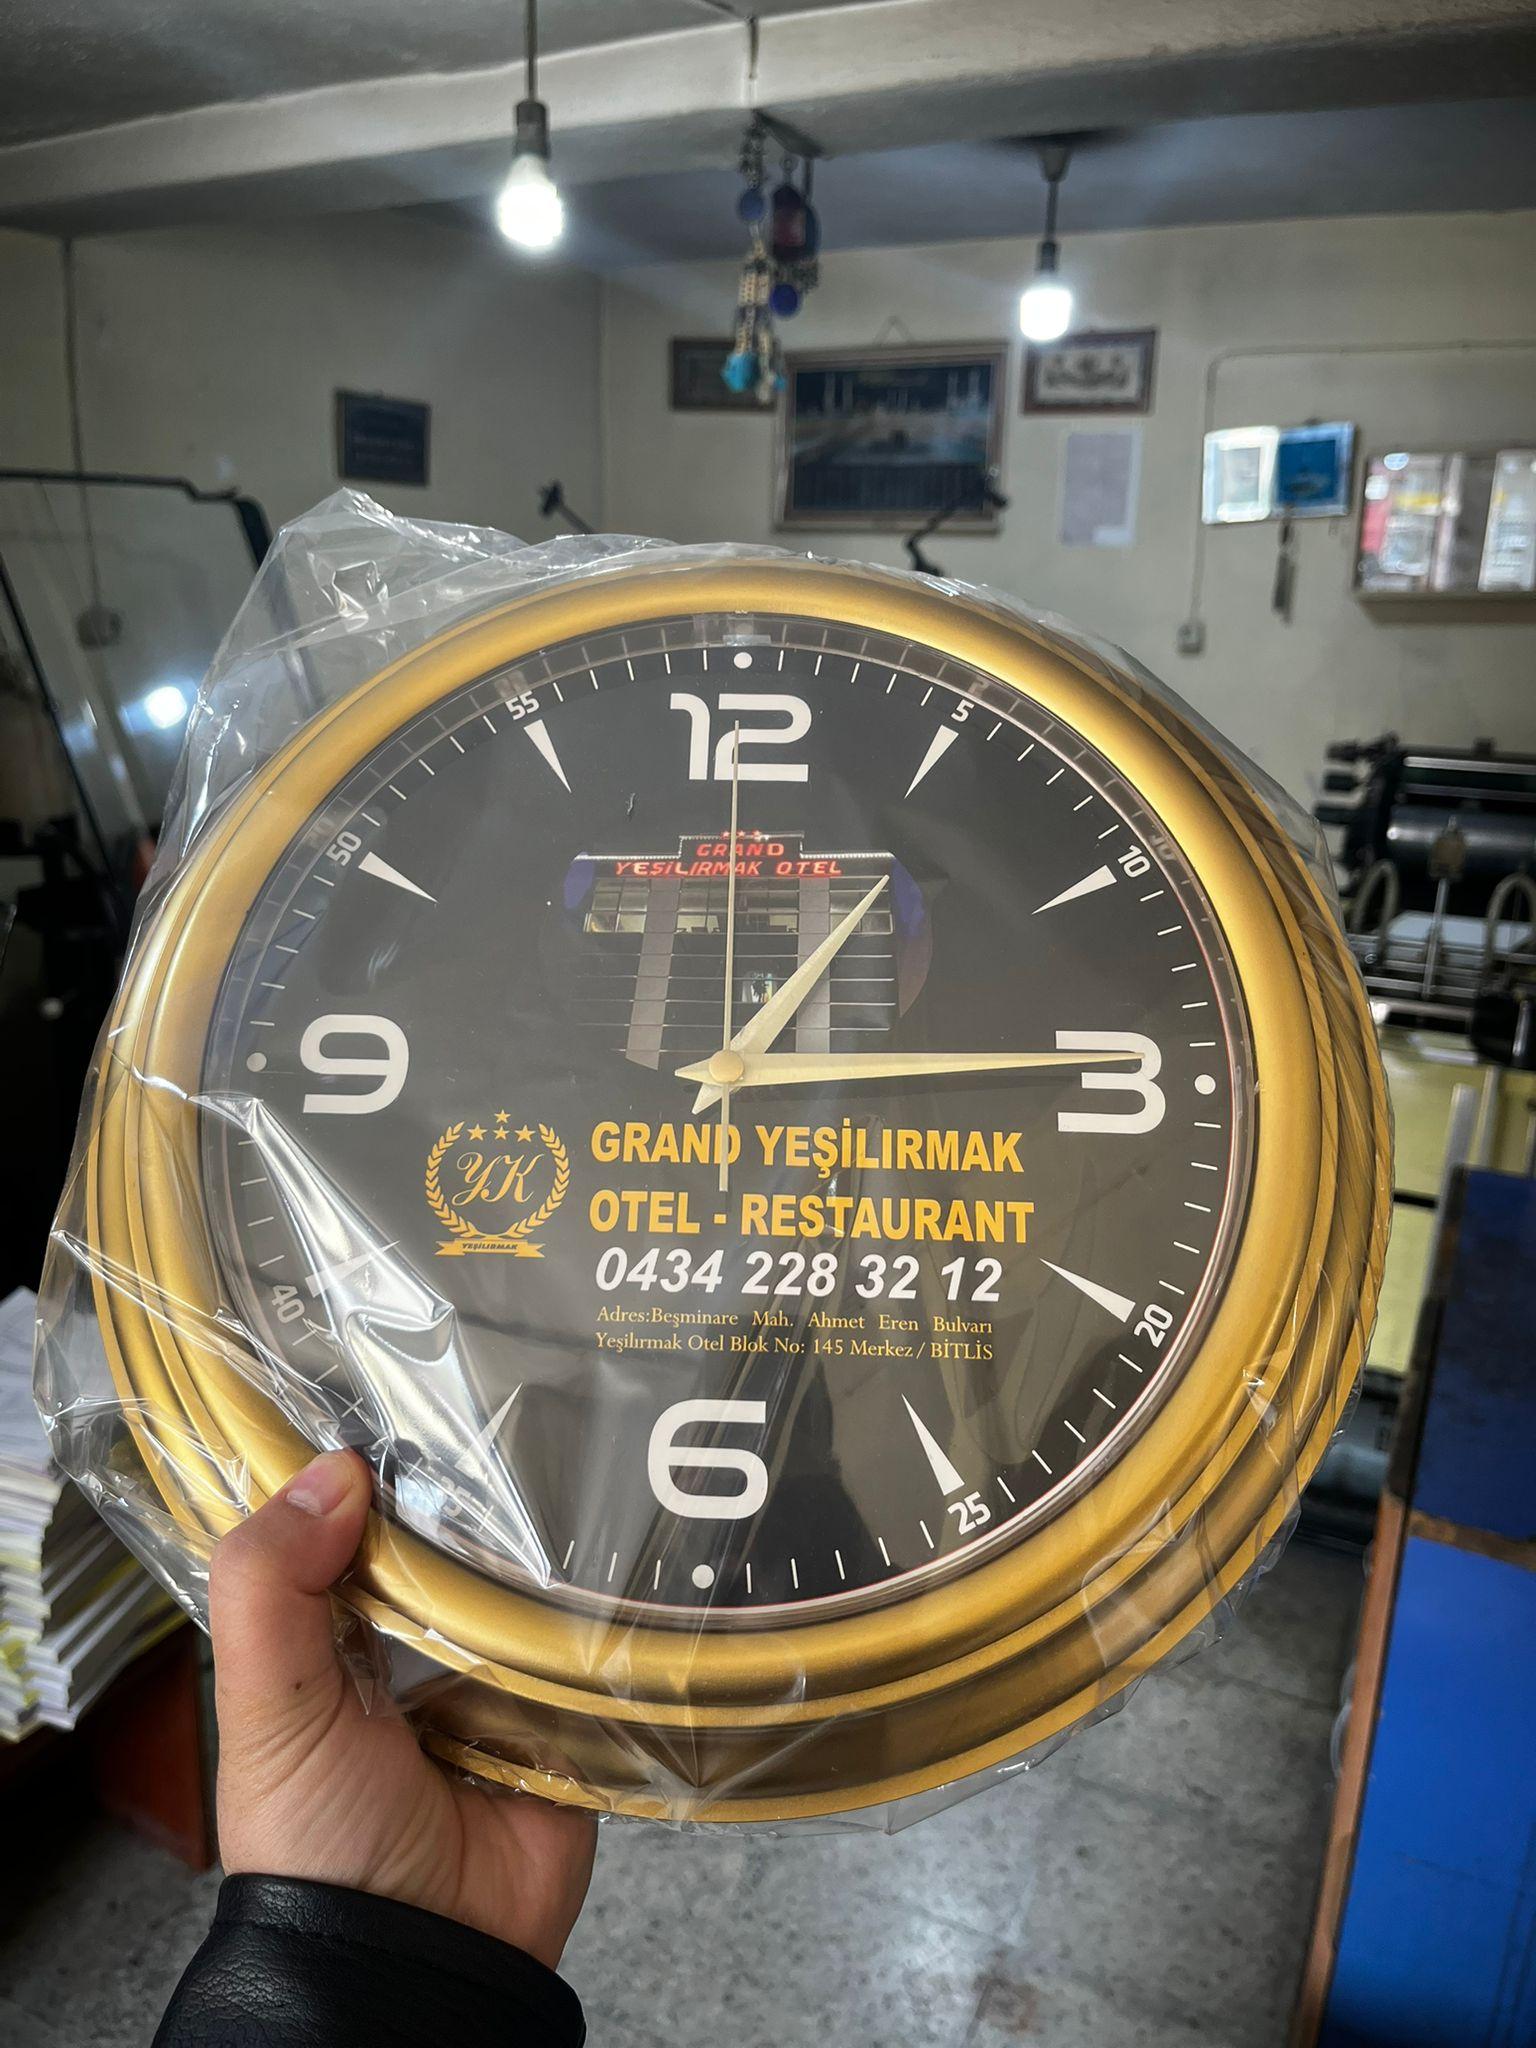 12
55
5
50
10
GRAND
YEŞİLIRMAK OTEL
9
3
YK
YEŞİLIRMAK
GRAND YEŞİLIRMAK
OTEL - RESTAURANT
0434 228 32 12
Adres:Beşminare Mah. Ahmet Eren Bulvarı
Yeşilırmak Otel Blok No: 145 Merkez / BİTLİS
40
20
6
35
25